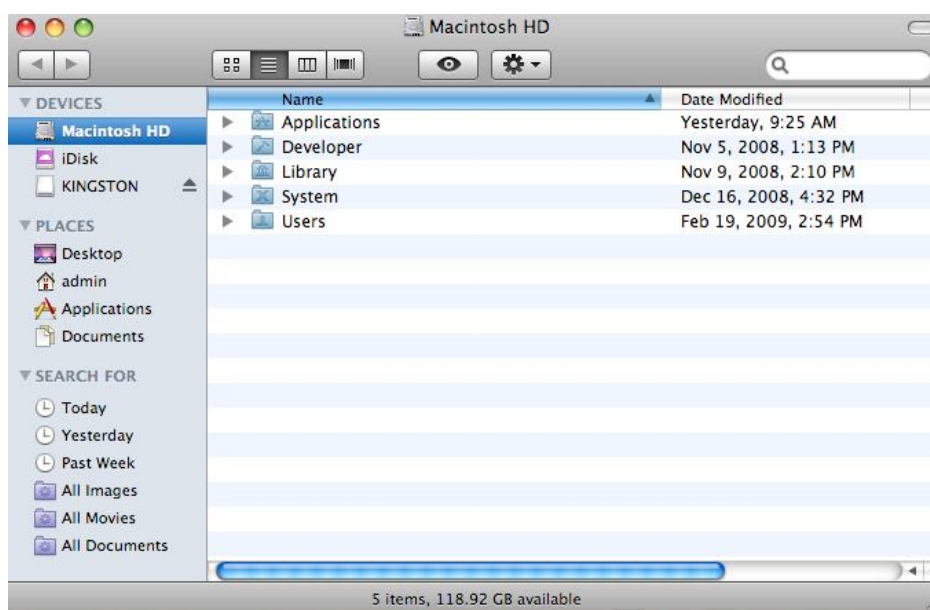 Macintosh HD
DEVICES
Macintosh HD
iDisk
KINGSTON
PLACES
Desktop
admin
Applications
Documents
SEARCH FOR
Today
Yesterday
Past Week
All Images
All Movies
All Documents
Name Date Modified
Applications Yesterday, 9:25 AM
Developer Nov 5, 2008, 1:13 PM
Library Nov 9, 2008, 2:10 PM
System Dec 16, 2008, 4:32 PM
Users Feb 19, 2009, 2:54 PM
5 items, 118.92 GB available